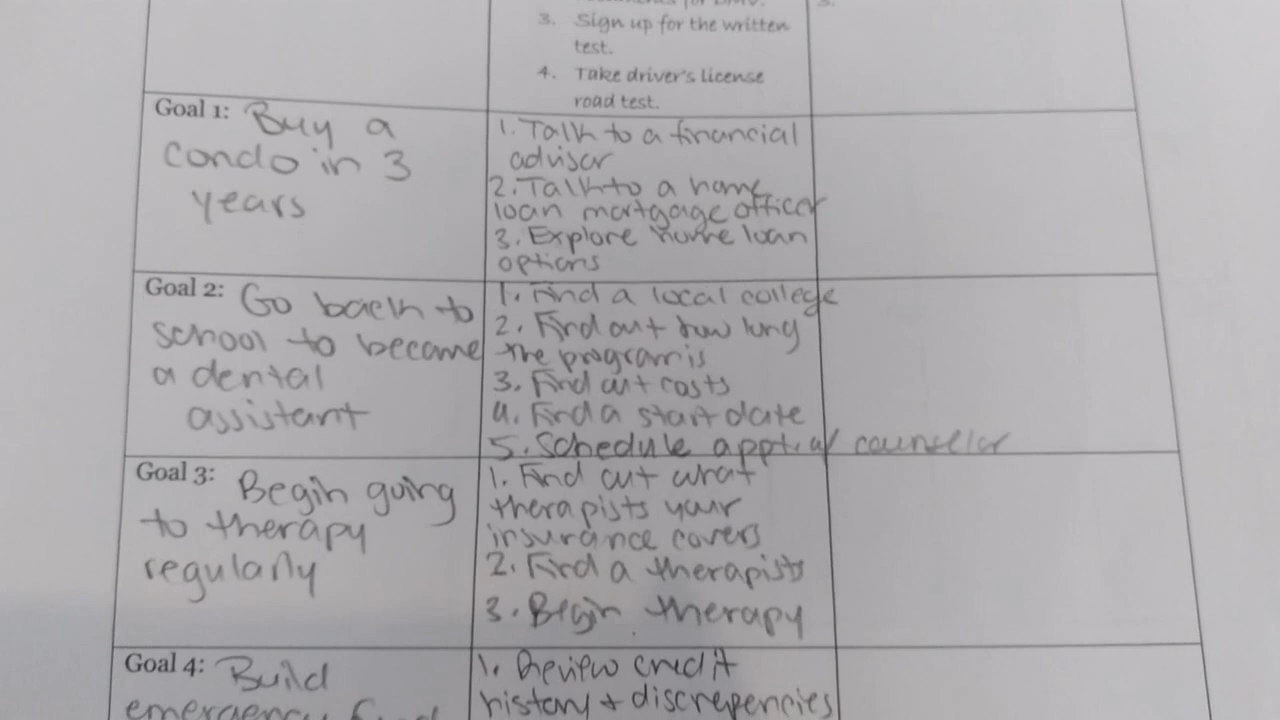 3. Sign up for the written
test.
4. Take driver's license
road test.
Goal 1: Buy a
condo in 3
years
1. Talk to a financial
advisor
2. Talk to a home
loan mortgage officer
3. Explore home loan
options
Goal 2: Go back to
school to become
a dental
assistant
1. Find a local college
2. Find out how long
the program is
3. Find out costs
4. Find a start date
5. Schedule appt. w/ counselor
Goal 3: Begin going
to therapy
regularly
1. Find out what
therapists your
insurance covers
2. Find a therapists
3. Begin therapy
Goal 4: Build
emergency fund
1. Review credit
history + discrepencies